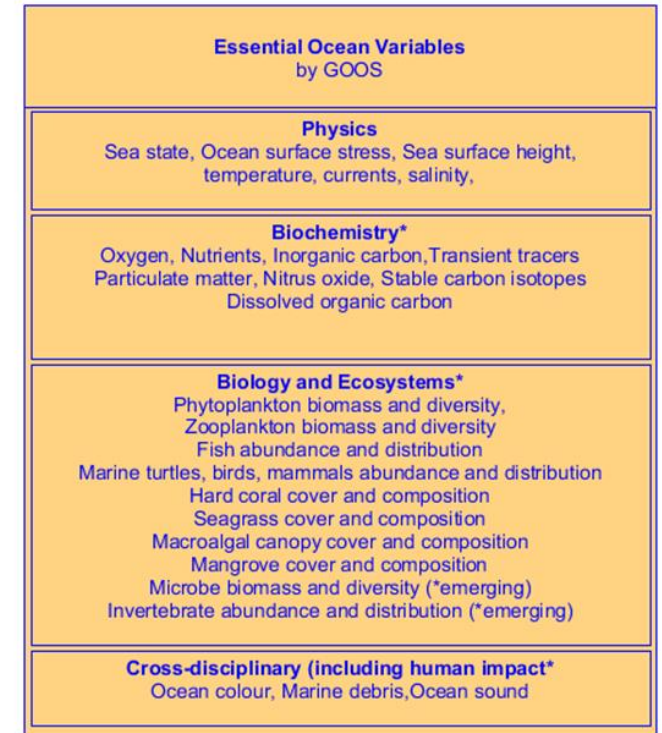 Essential Ocean Variables
by GOOS
Physics
Sea state, Ocean surface stress, Sea surface height,
temperature, currents, salinity,
Biochemistry*
Oxygen, Nutrients, Inorganic carbon,Transient tracers
Particulate matter, Nitrus oxide, Stable carbon isotopes
Dissolved organic carbon
Biology and Ecosystems*
Phytoplankton biomass and diversity,
Zooplankton biomass and diversity
Fish abundance and distribution
Marine turtles, birds, mammals abundance and distribution
Hard coral cover and composition
Seagrass cover and composition
Macroalgal canopy cover and composition
Mangrove cover and composition
Microbe biomass and diversity (*emerging)
Invertebrate abundance and distribution (*emerging)
Cross-disciplinary (including human impact*
Ocean colour, Marine debris,Ocean sound